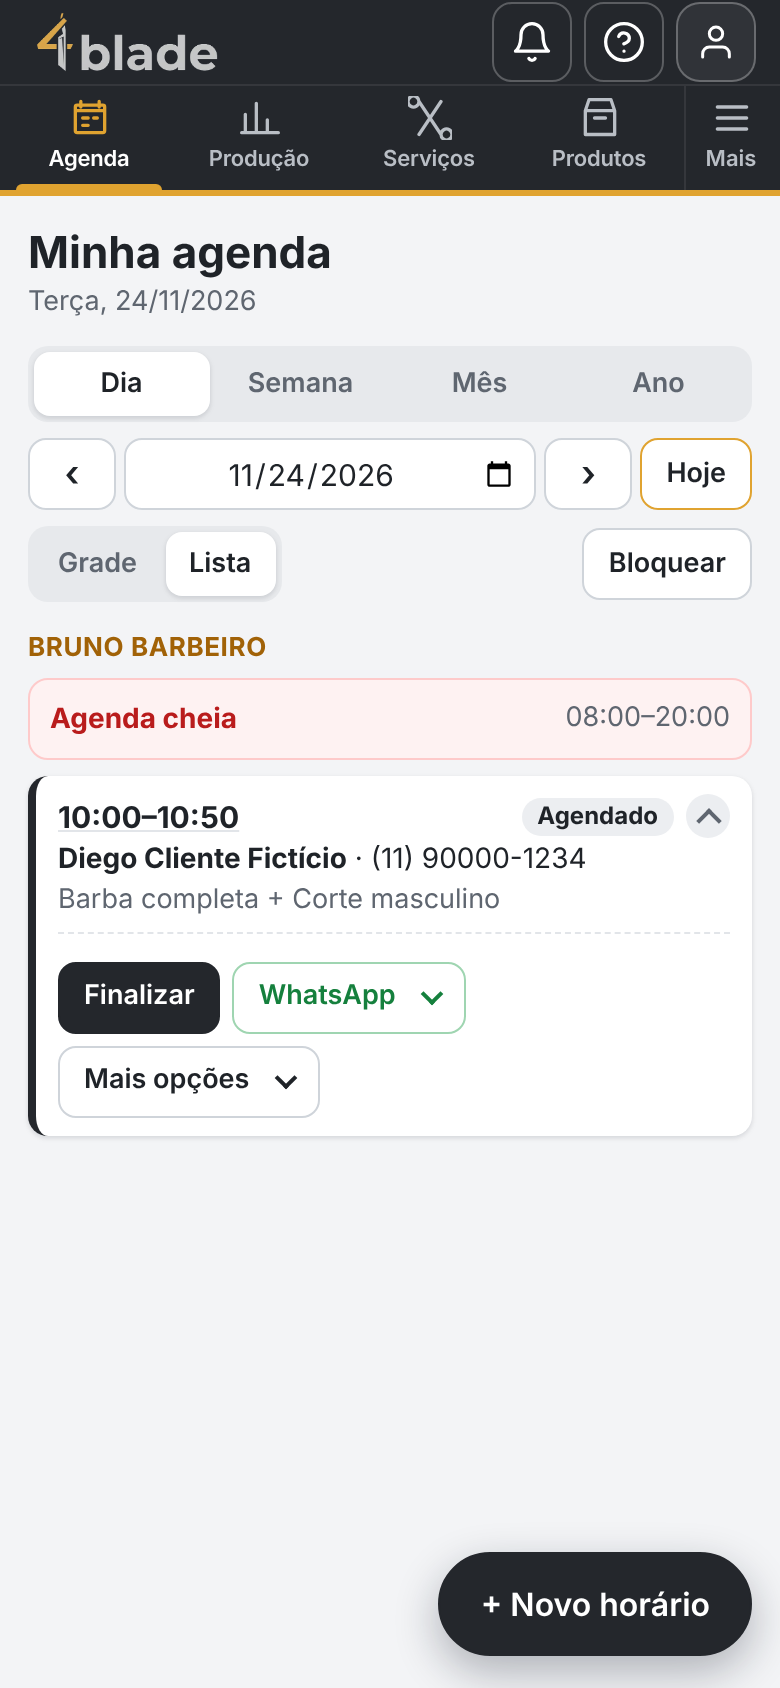 4blade
Agenda
Produção
Serviços
Produtos
Mais
Minha agenda
Terça, 24/11/2026
Dia
Semana
Mês
Ano
‹
11/24/2026
›
Hoje
Grade
Lista
Bloquear
BRUNO BARBEIRO
Agenda cheia
08:00–20:00
10:00–10:50
Agendado
Diego Cliente Fictício · (11) 90000-1234
Barba completa + Corte masculino
Finalizar
WhatsApp
Mais opções
+ Novo horário